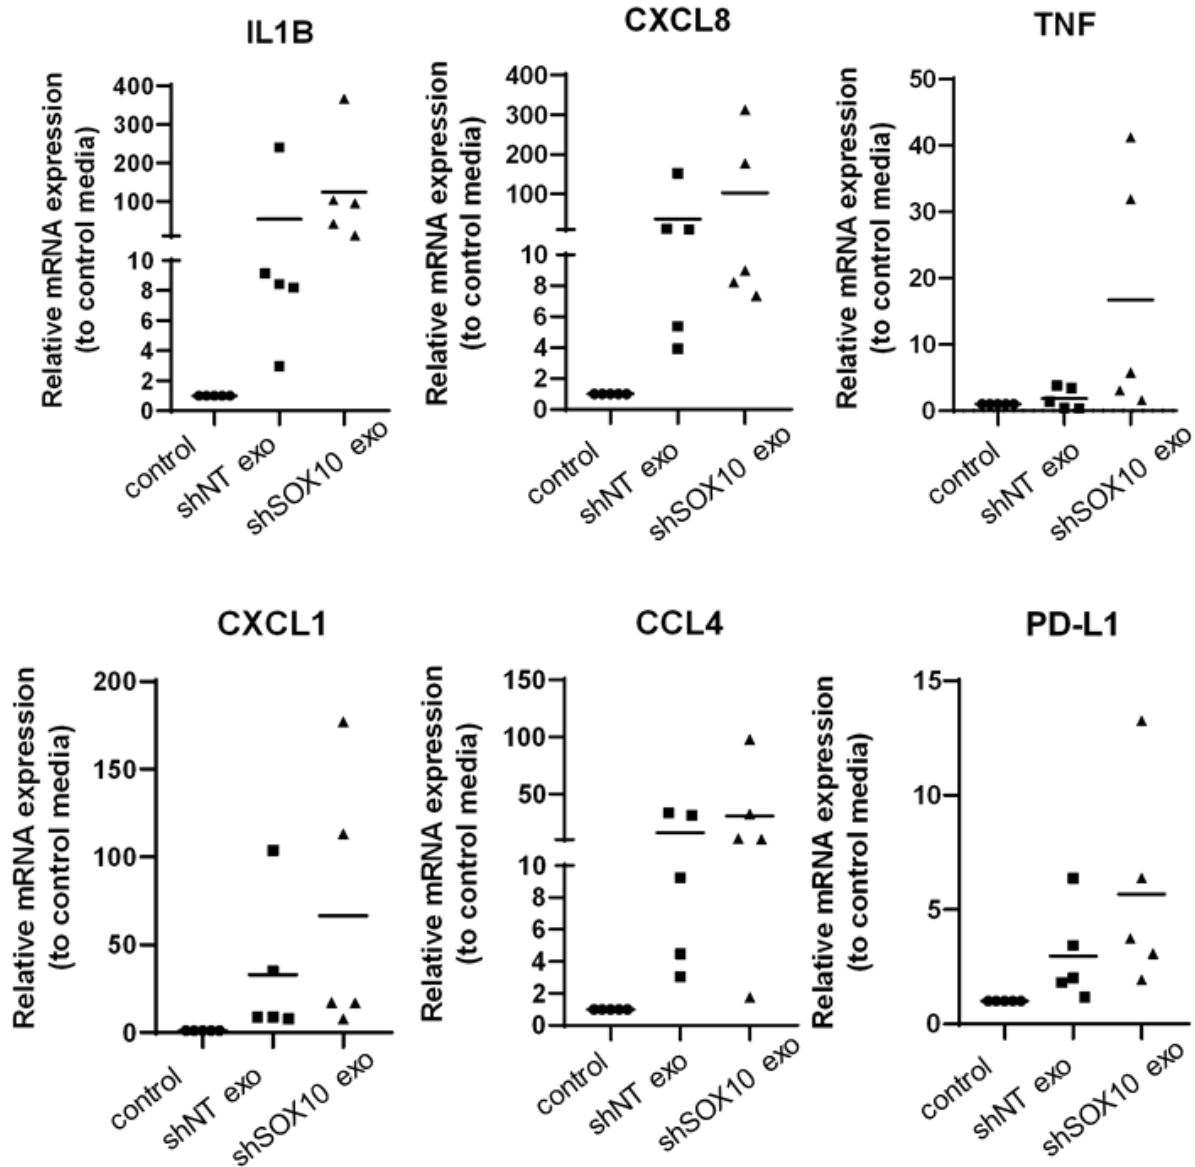 IL1B
CXCL8
TNF
Relative mRNA expression
(to control media)
400
300
200
100
10
8
6
4
2
0
control
shNT exo
shSOX10 exo
Relative mRNA expression
(to control media)
400
300
200
100
10
8
6
4
2
0
control
shNT exo
shSOX10 exo
Relative mRNA expression
(to control media)
50
40
30
20
10
0
control
shNT exo
shSOX10 exo
CXCL1
CCL4
PD-L1
Relative mRNA expression
(to control media)
200
150
100
50
0
control
shNT exo
shSOX10 exo
Relative mRNA expression
(to control media)
150
100
50
10
8
6
4
2
0
control
shNT exo
shSOX10 exo
Relative mRNA expression
(to control media)
15
10
5
0
control
shNT exo
shSOX10 exo